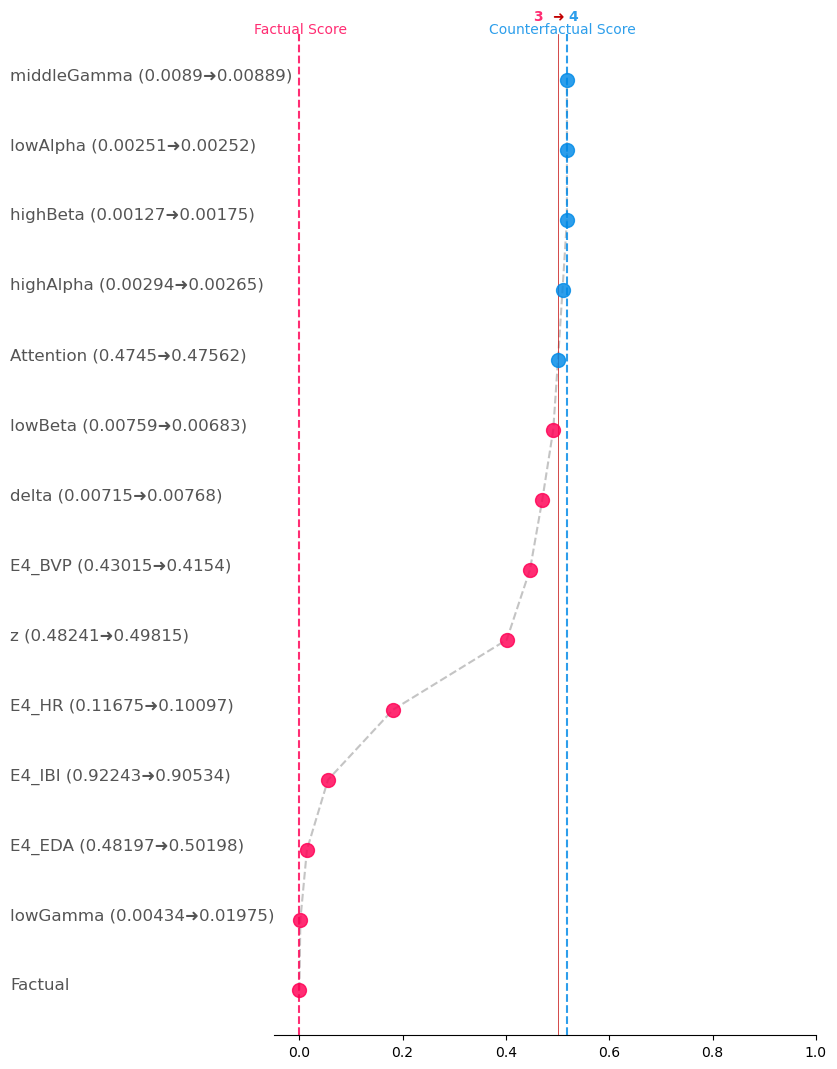 3 ➜ 4
Factual Score
Counterfactual Score
middleGamma (0.0089➜0.00889)
lowAlpha (0.00251➜0.00252)
highBeta (0.00127➜0.00175)
highAlpha (0.00294➜0.00265)
Attention (0.4745➜0.47562)
lowBeta (0.00759➜0.00683)
delta (0.00715➜0.00768)
E4_BVP (0.43015➜0.4154)
z (0.48241➜0.49815)
E4_HR (0.11675➜0.10097)
E4_IBI (0.92243➜0.90534)
E4_EDA (0.48197➜0.50198)
lowGamma (0.00434➜0.01975)
Factual
0.0 0.2 0.4 0.6 0.8 1.0